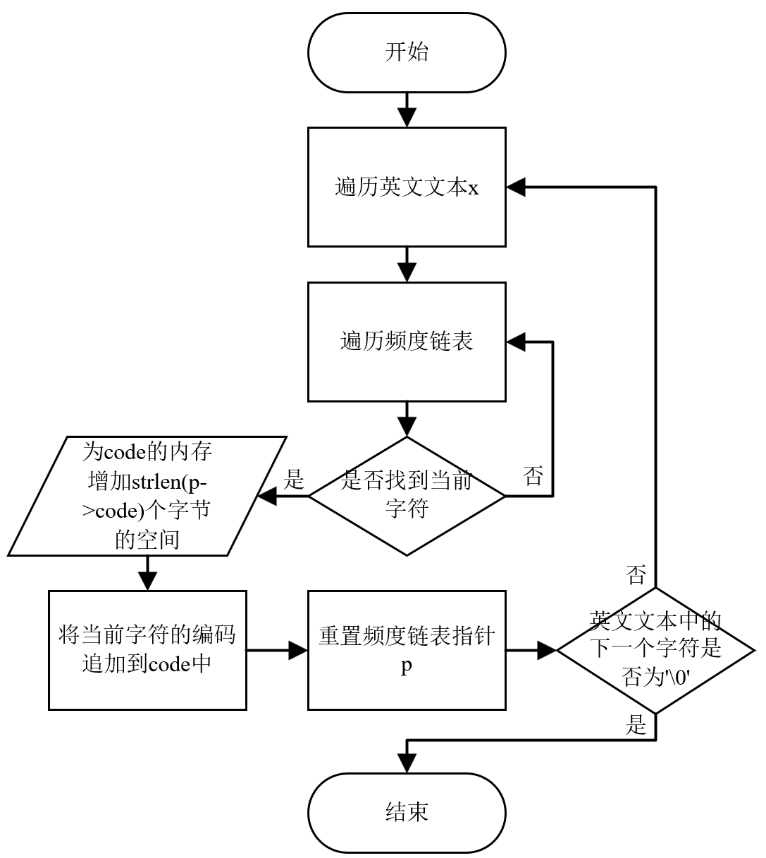 开始
遍历英文文本x
遍历频度链表
是否找到当前
字符
是
否
为code的内存
增加strlen(p-
>code)个字节
的空间
将当前字符的编码
追加到code中
重置频度链表指针
p
英文文本中的
下一个字符是
否为'\0'
否
是
结束